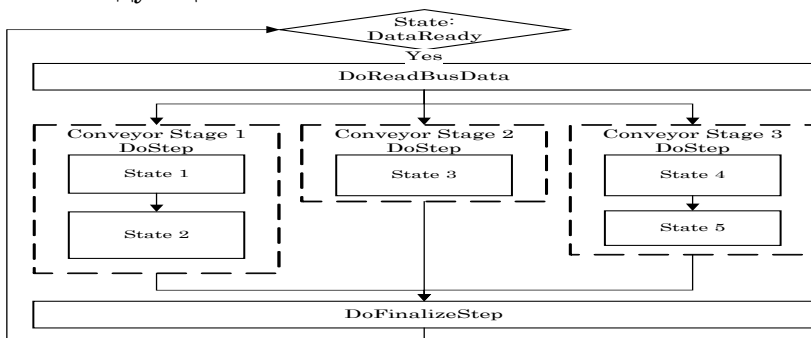 State:
DataReady
Yes
DoReadBusData
Conveyor Stage 1
DoStep
State 1
State 2
Conveyor Stage 2
DoStep
State 3
Conveyor Stage 3
DoStep
State 4
State 5
DoFinalizeStep